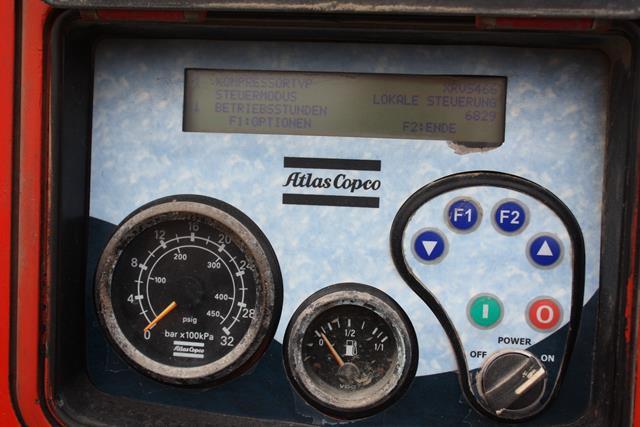 KOMPRESSORTYP XRVS466
STEUERMODUS LOKALE STEUERUNG
BETRIEBSSTUNDEN 6829
F1:OPTIONEN F2:ENDE
Atlas Copco
F1 F2
I O
POWER
OFF ON
0 4 8 12 16 20 24 28 32
100 200 300 400 450
psig
bar x100kPa
Atlas Copco
0 1/2 1/1
VDO